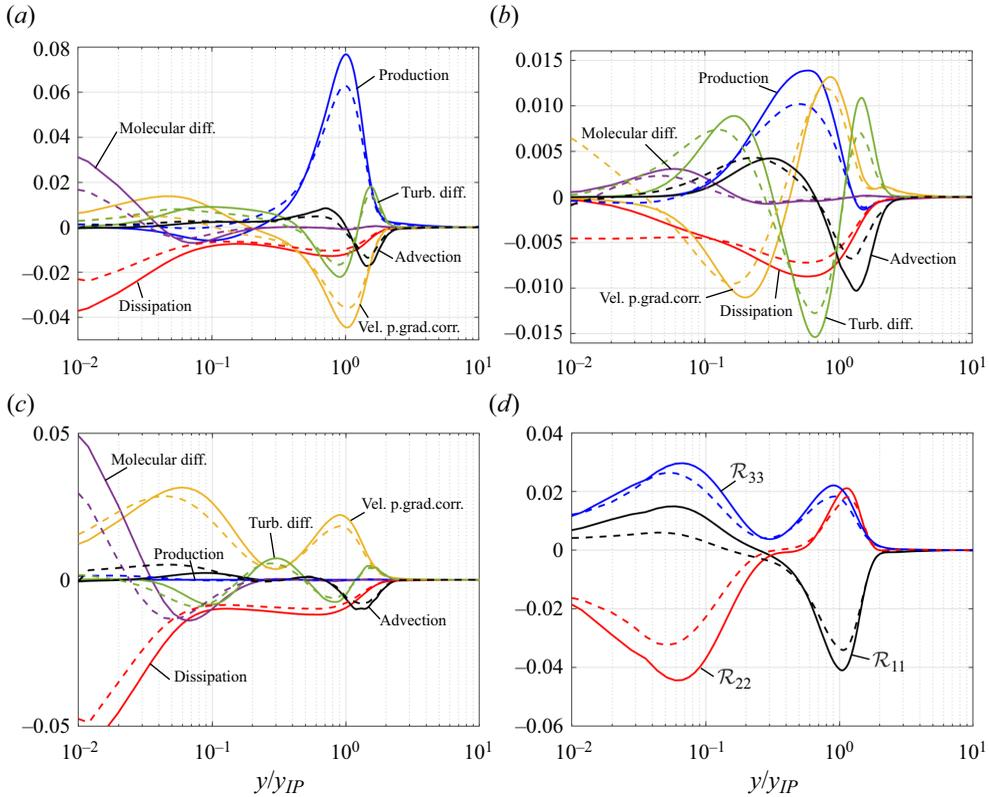 (a)
0.08
0.06
0.04
0.02
0
–0.02
–0.04
Production
Molecular diff.
Turb. diff.
Advection
Dissipation
Vel. p.grad.corr.
10⁻² 10⁻¹ 10⁰ 10¹
(b)
0.015
0.010
0.005
0
–0.005
–0.010
–0.015
Production
Molecular diff.
Advection
Vel. p.grad.corr.
Dissipation
Turb. diff.
10⁻² 10⁻¹ 10⁰ 10¹
(c)
0.05
0
–0.05
Molecular diff.
Vel. p.grad.corr.
Turb. diff.
Production
Advection
Dissipation
10⁻² 10⁻¹ 10⁰ 10¹
y/y_IP
(d)
0.04
0.02
0
–0.02
–0.04
–0.06
ℛ₃₃
ℛ₁₁
ℛ₂₂
10⁻² 10⁻¹ 10⁰ 10¹
y/y_IP